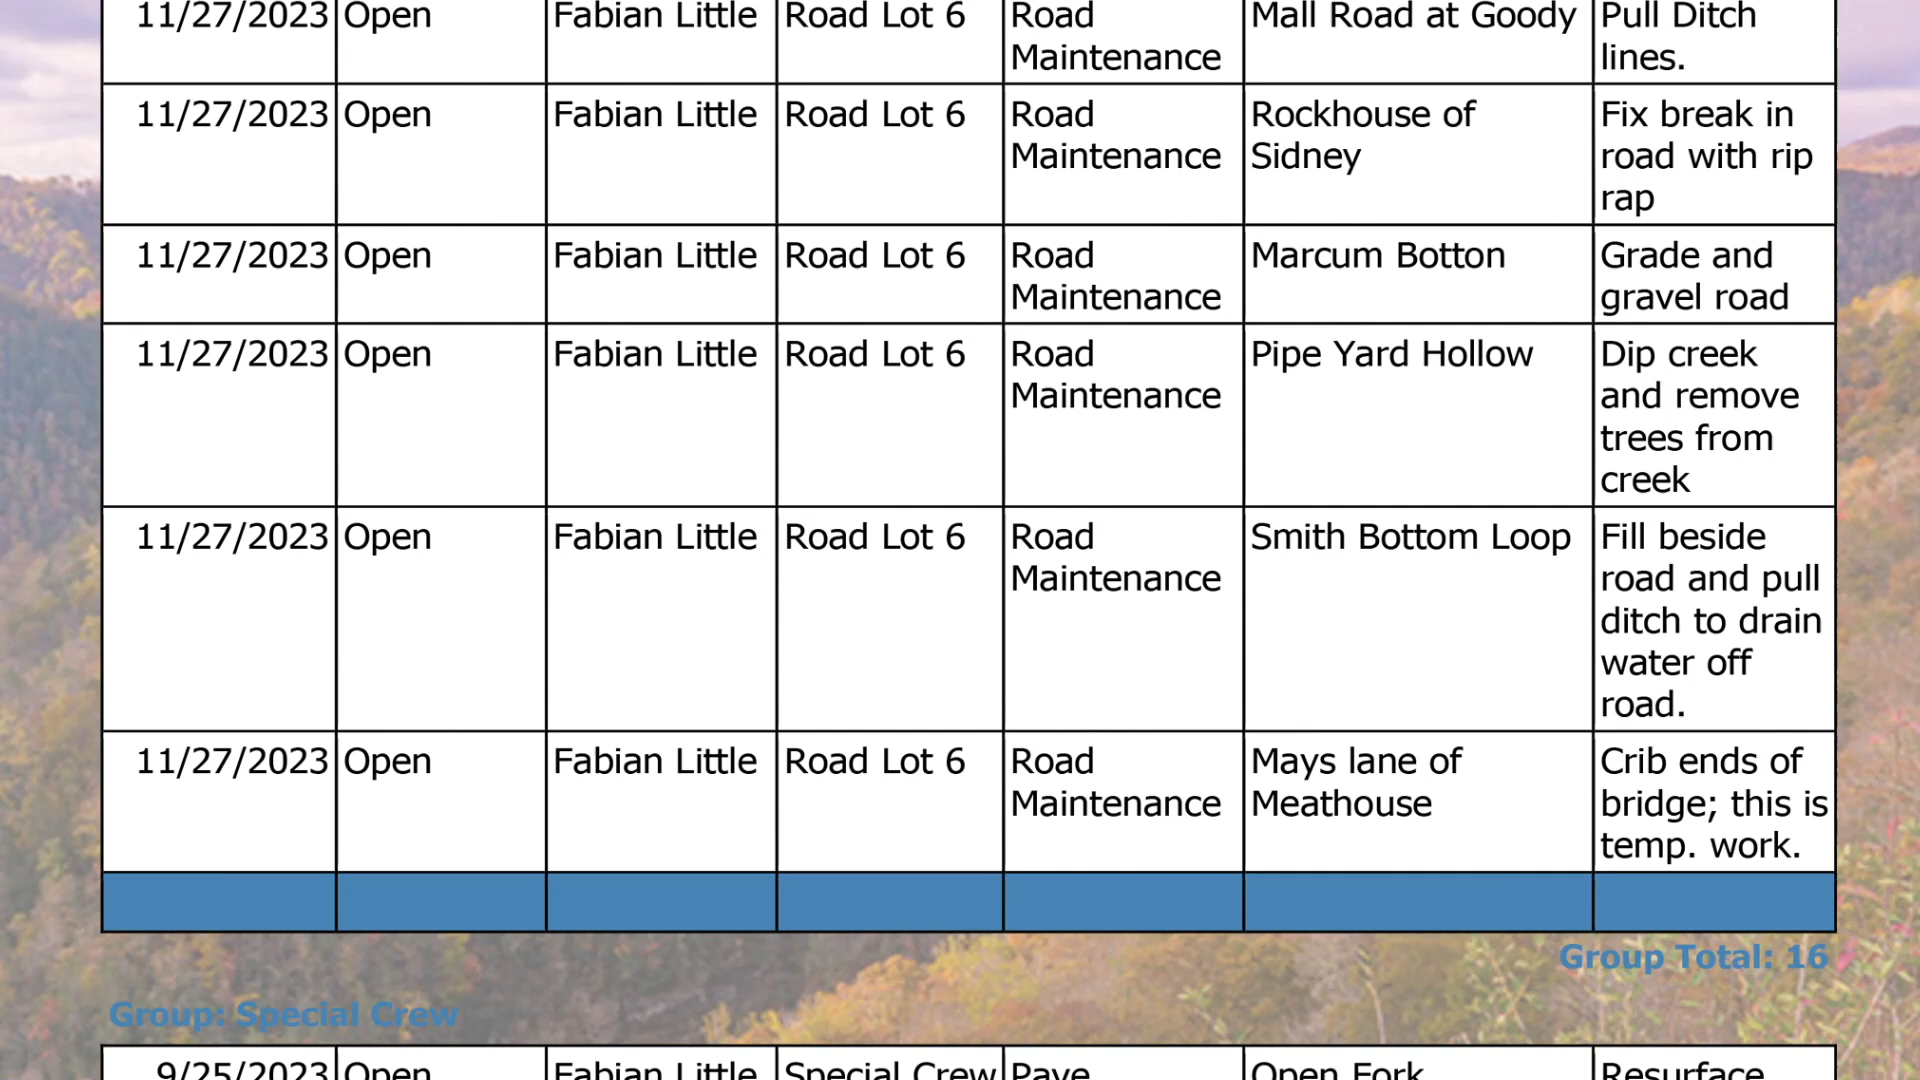 11/27/2023 Open Fabian Little Road Lot 6 Road Mall Road at Goody Pull Ditch
Maintenance lines.
11/27/2023 Open Fabian Little Road Lot 6 Road Rockhouse of Fix break in
Maintenance Sidney road with rip
rap
11/27/2023 Open Fabian Little Road Lot 6 Road Marcum Botton Grade and
Maintenance gravel road
11/27/2023 Open Fabian Little Road Lot 6 Road Pipe Yard Hollow Dip creek
Maintenance and remove
trees from
creek
11/27/2023 Open Fabian Little Road Lot 6 Road Smith Bottom Loop Fill beside
Maintenance road and pull
ditch to drain
water off
road.
11/27/2023 Open Fabian Little Road Lot 6 Road Mays lane of Crib ends of
Maintenance Meathouse bridge; this is
temp. work.
Group Total: 16
Group: Special Crew
9/25/2023 Open Fabian Little Special Crew Pave Open Fork Resurface